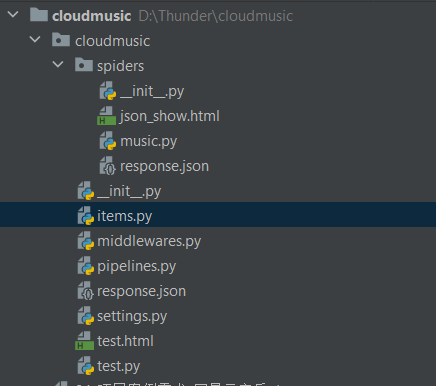 cloudmusic D:\Thunder\cloudmusic
cloudmusic
spiders
__init__.py
json_show.html
music.py
response.json
__init__.py
items.py
middlewares.py
pipelines.py
response.json
settings.py
test.html
test.py